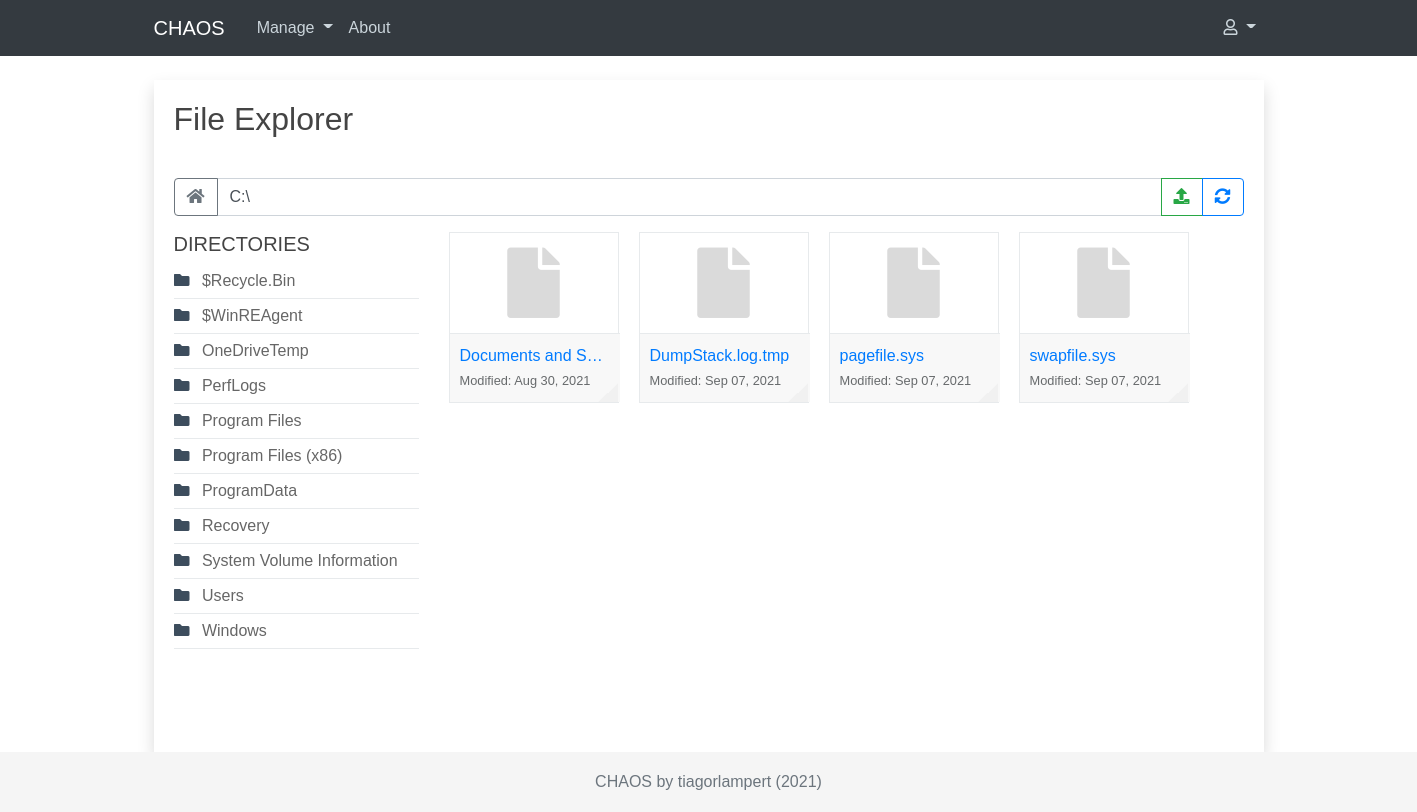 CHAOS Manage About
File Explorer
C:\
DIRECTORIES
$Recycle.Bin
$WinREAgent
OneDriveTemp
PerfLogs
Program Files
Program Files (x86)
ProgramData
Recovery
System Volume Information
Users
Windows
Documents and S…
Modified: Aug 30, 2021
DumpStack.log.tmp
Modified: Sep 07, 2021
pagefile.sys
Modified: Sep 07, 2021
swapfile.sys
Modified: Sep 07, 2021
CHAOS by tiagorlampert (2021)